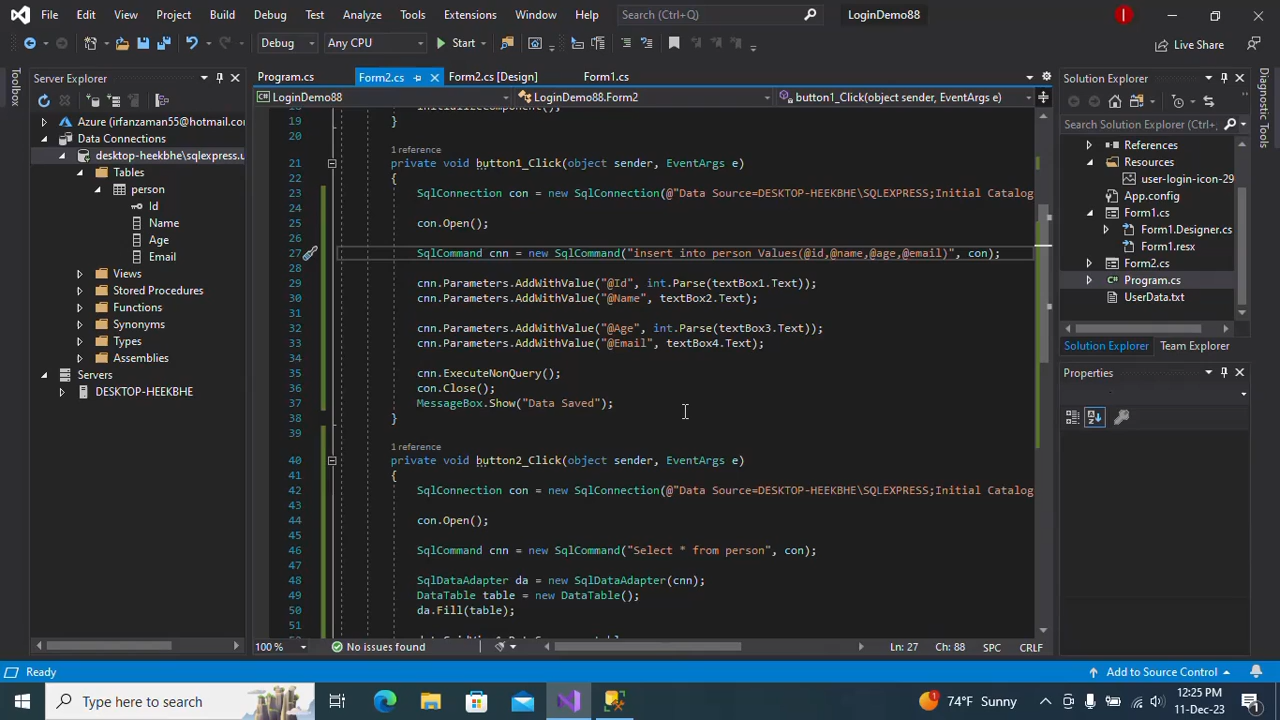 File Edit View Project Build Debug Test Analyze Tools Extensions Window Help Search (Ctrl+Q) LoginDemo88
Debug Any CPU Start Live Share
Toolbox
Server Explorer
Azure (irfanzaman55@hotmail.co
Data Connections
desktop-heekbhe\sqlexpress.u
Tables
person
Id
Name
Age
Email
Views
Stored Procedures
Functions
Synonyms
Types
Assemblies
Servers
DESKTOP-HEEKBHE
Program.cs Form2.cs Form2.cs [Design] Form1.cs
LoginDemo88 LoginDemo88.Form2 button1_Click(object sender, EventArgs e)
18 InitializeComponent();
19 }
20
1 reference
21 private void button1_Click(object sender, EventArgs e)
22 {
23 SqlConnection con = new SqlConnection(@"Data Source=DESKTOP-HEEKBHE\SQLEXPRESS;Initial Catalog
24
25 con.Open();
26
27 SqlCommand cnn = new SqlCommand("insert into person Values(@id,@name,@age,@email)", con);
28
29 cnn.Parameters.AddWithValue("@Id", int.Parse(textBox1.Text));
30 cnn.Parameters.AddWithValue("@Name", textBox2.Text);
31
32 cnn.Parameters.AddWithValue("@Age", int.Parse(textBox3.Text));
33 cnn.Parameters.AddWithValue("@Email", textBox4.Text);
34
35 cnn.ExecuteNonQuery();
36 con.Close();
37 MessageBox.Show("Data Saved");
38 }
39
1 reference
40 private void button2_Click(object sender, EventArgs e)
41 {
42 SqlConnection con = new SqlConnection(@"Data Source=DESKTOP-HEEKBHE\SQLEXPRESS;Initial Catalog
43
44 con.Open();
45
46 SqlCommand cnn = new SqlCommand("Select * from person", con);
47
48 SqlDataAdapter da = new SqlDataAdapter(cnn);
49 DataTable table = new DataTable();
50 da.Fill(table);
51
100 % No issues found Ln: 27 Ch: 88 SPC CRLF
Solution Explorer
Search Solution Explorer
References
Resources
user-login-icon-29
App.config
Form1.cs
Form1.Designer.cs
Form1.resx
Form2.cs
Program.cs
UserData.txt
Solution Explorer Team Explorer
Properties
Diagnostic Tools
Ready Add to Source Control
Type here to search 74°F Sunny 12:25 PM
11-Dec-23